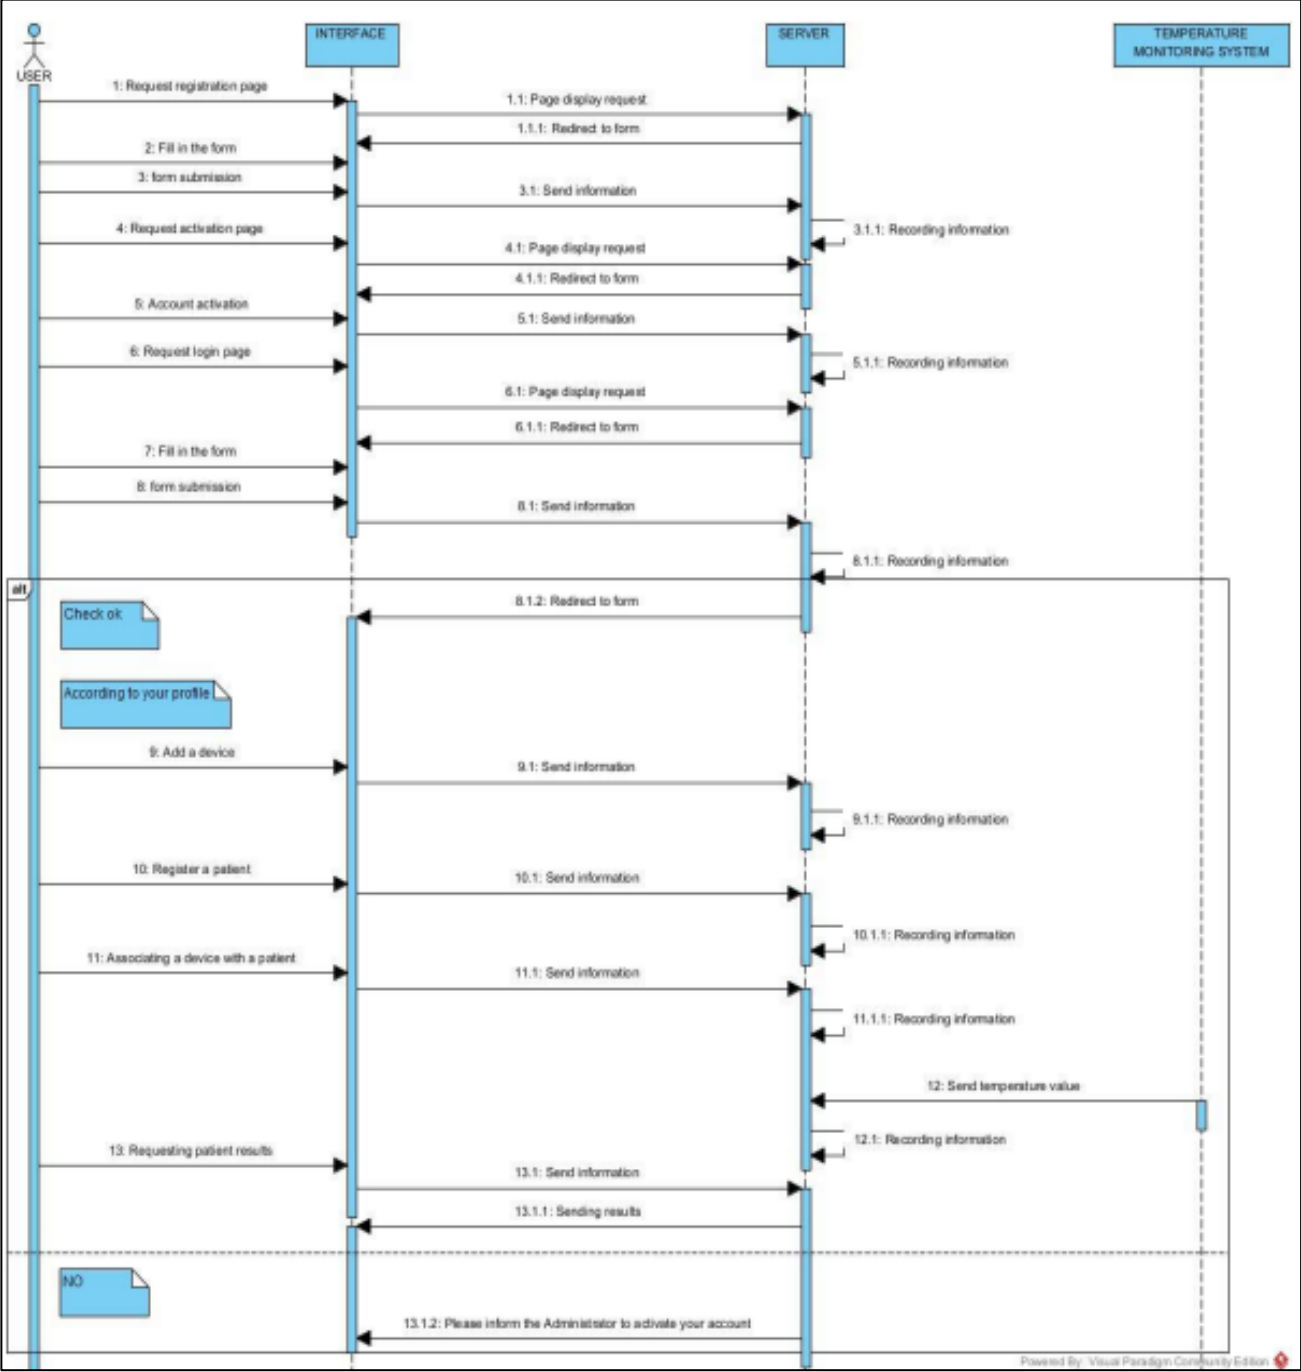 INTERFACE
SERVER
TEMPERATURE
MONITORING SYSTEM
USER
1: Request registration page
1.1: Page display request
1.1.1: Redirect to form
2: Fill in the form
3: form submission
3.1: Send information
3.1.1: Recording information
4: Request activation page
4.1: Page display request
4.1.1: Redirect to form
5: Account activation
5.1: Send information
6: Request login page
5.1.1: Recording information
6.1: Page display request
6.1.1: Redirect to form
7: Fill in the form
8: form submission
8.1: Send information
8.1.1: Recording information
alt
8.1.2: Redirect to form
Check ok
According to your profile
9: Add a device
9.1: Send information
9.1.1: Recording information
10: Register a patient
10.1: Send information
10.1.1: Recording information
11: Associating a device with a patient
11.1: Send information
11.1.1: Recording information
12: Send temperature value
12.1: Recording information
13: Requesting patient results
13.1: Send information
13.1.1: Sending results
NO
13.1.2: Please inform the Administrator to activate your account
Powered By: Visual Paradigm Community Edition